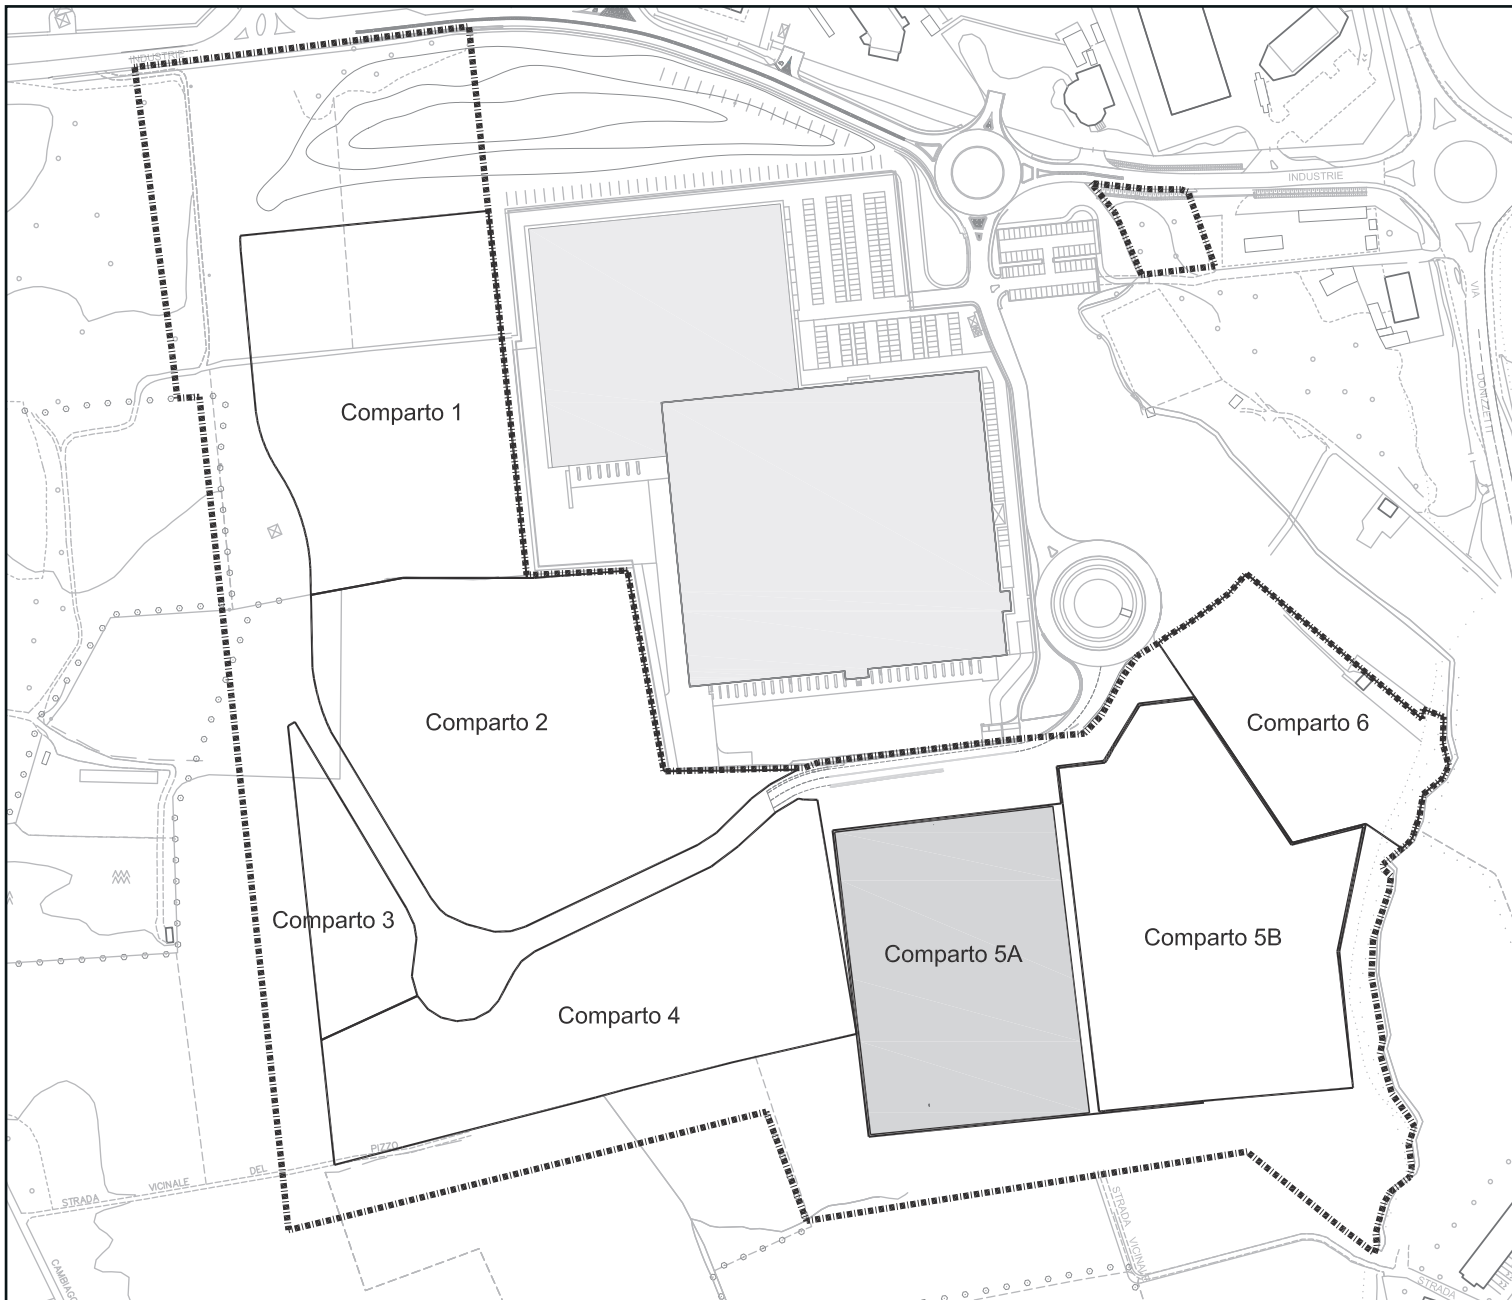 INDUSTRIE
INDUSTRIE
VIA
DONIZETTI
Comparto 1
Comparto 2
Comparto 6
Comparto 3
Comparto 5A
Comparto 5B
Comparto 4
STRADA VICINALE DEL PIZZO
STRADA VICINALE
STRADA